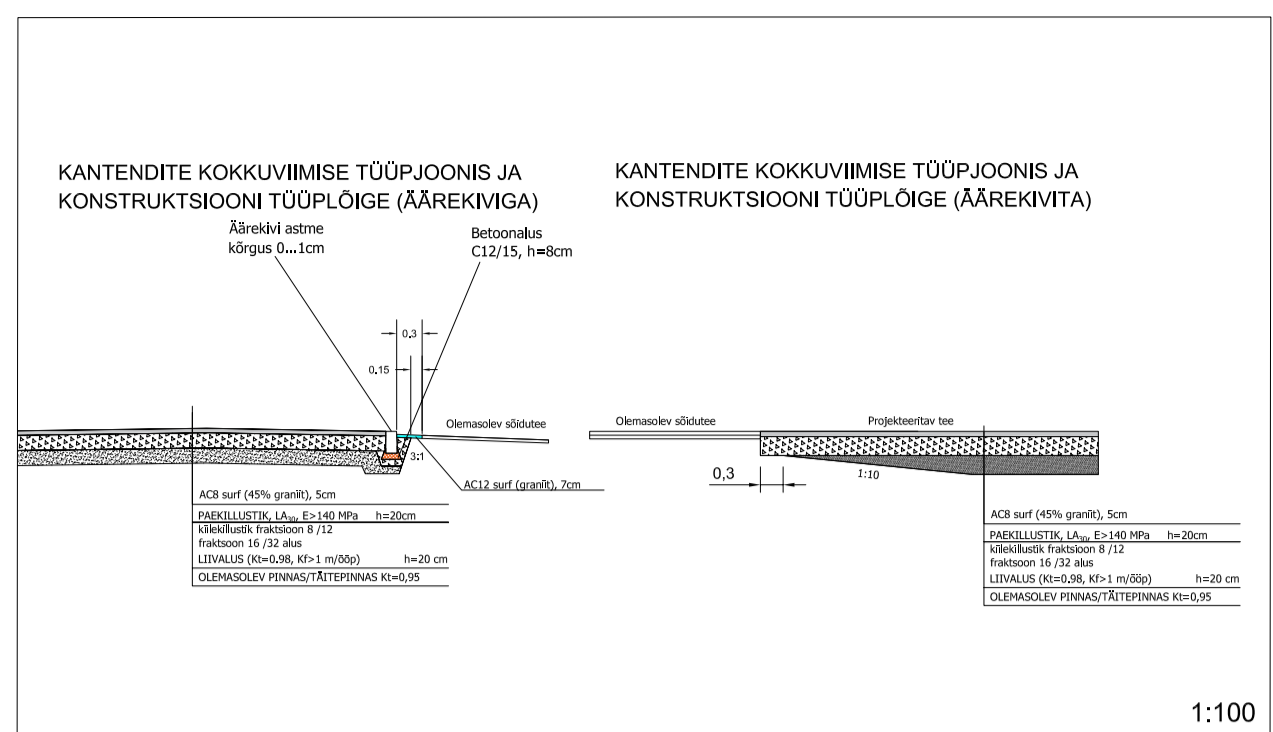 KANTENDITE KOKKUVIIMISE TÜÜPJOONIS JA
KONSTRUKTSIOONI TÜÜPLÕIGE (ÄÄREKIVIGA)
Äärekivi astme
kõrgus 0...1cm
Betoonalus
C12/15, h=8cm
0.3
0.15
Olemasolev sõidutee
3:1
AC12 surf (graniit), 7cm
AC8 surf (45% graniit), 5cm
PAEKILLUSTIK, LA30, E>140 MPa h=20cm
kiilekillustik fraktsioon 8 /12
fraktsoon 16 /32 alus
LIIVALUS (Kt=0.98, Kf>1 m/ööp) h=20 cm
OLEMASOLEV PINNAS/TÄITEPINNAS Kt=0,95
KANTENDITE KOKKUVIIMISE TÜÜPJOONIS JA
KONSTRUKTSIOONI TÜÜPLÕIGE (ÄÄREKIVITA)
Olemasolev sõidutee
Projekteeritav tee
0,3
1:10
AC8 surf (45% graniit), 5cm
PAEKILLUSTIK, LA30, E>140 MPa h=20cm
kiilekillustik fraktsioon 8 /12
fraktsoon 16 /32 alus
LIIVALUS (Kt=0.98, Kf>1 m/ööp) h=20 cm
OLEMASOLEV PINNAS/TÄITEPINNAS Kt=0,95
1:100